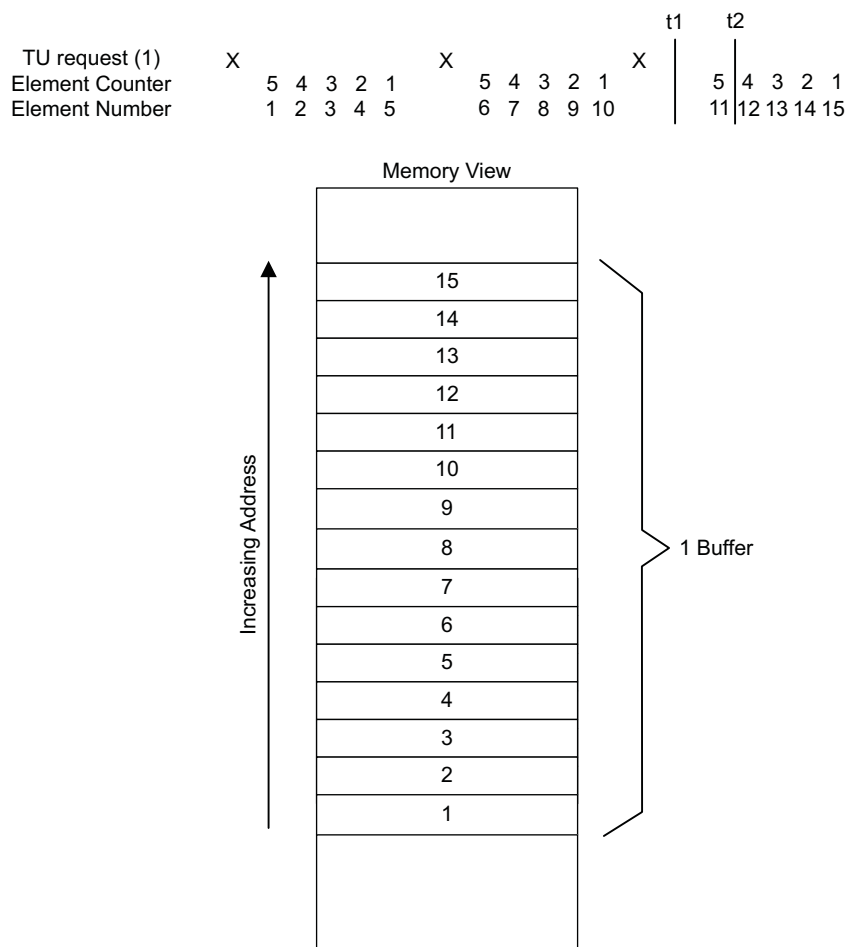 t1 t2
TU request (1) X X X
Element Counter 5 4 3 2 1 5 4 3 2 1 5 4 3 2 1
Element Number 1 2 3 4 5 6 7 8 9 10 11 12 13 14 15
Memory View
15
14
13
12
11
10
9
8
7
6
5
4
3
2
1
Increasing Address
1 Buffer